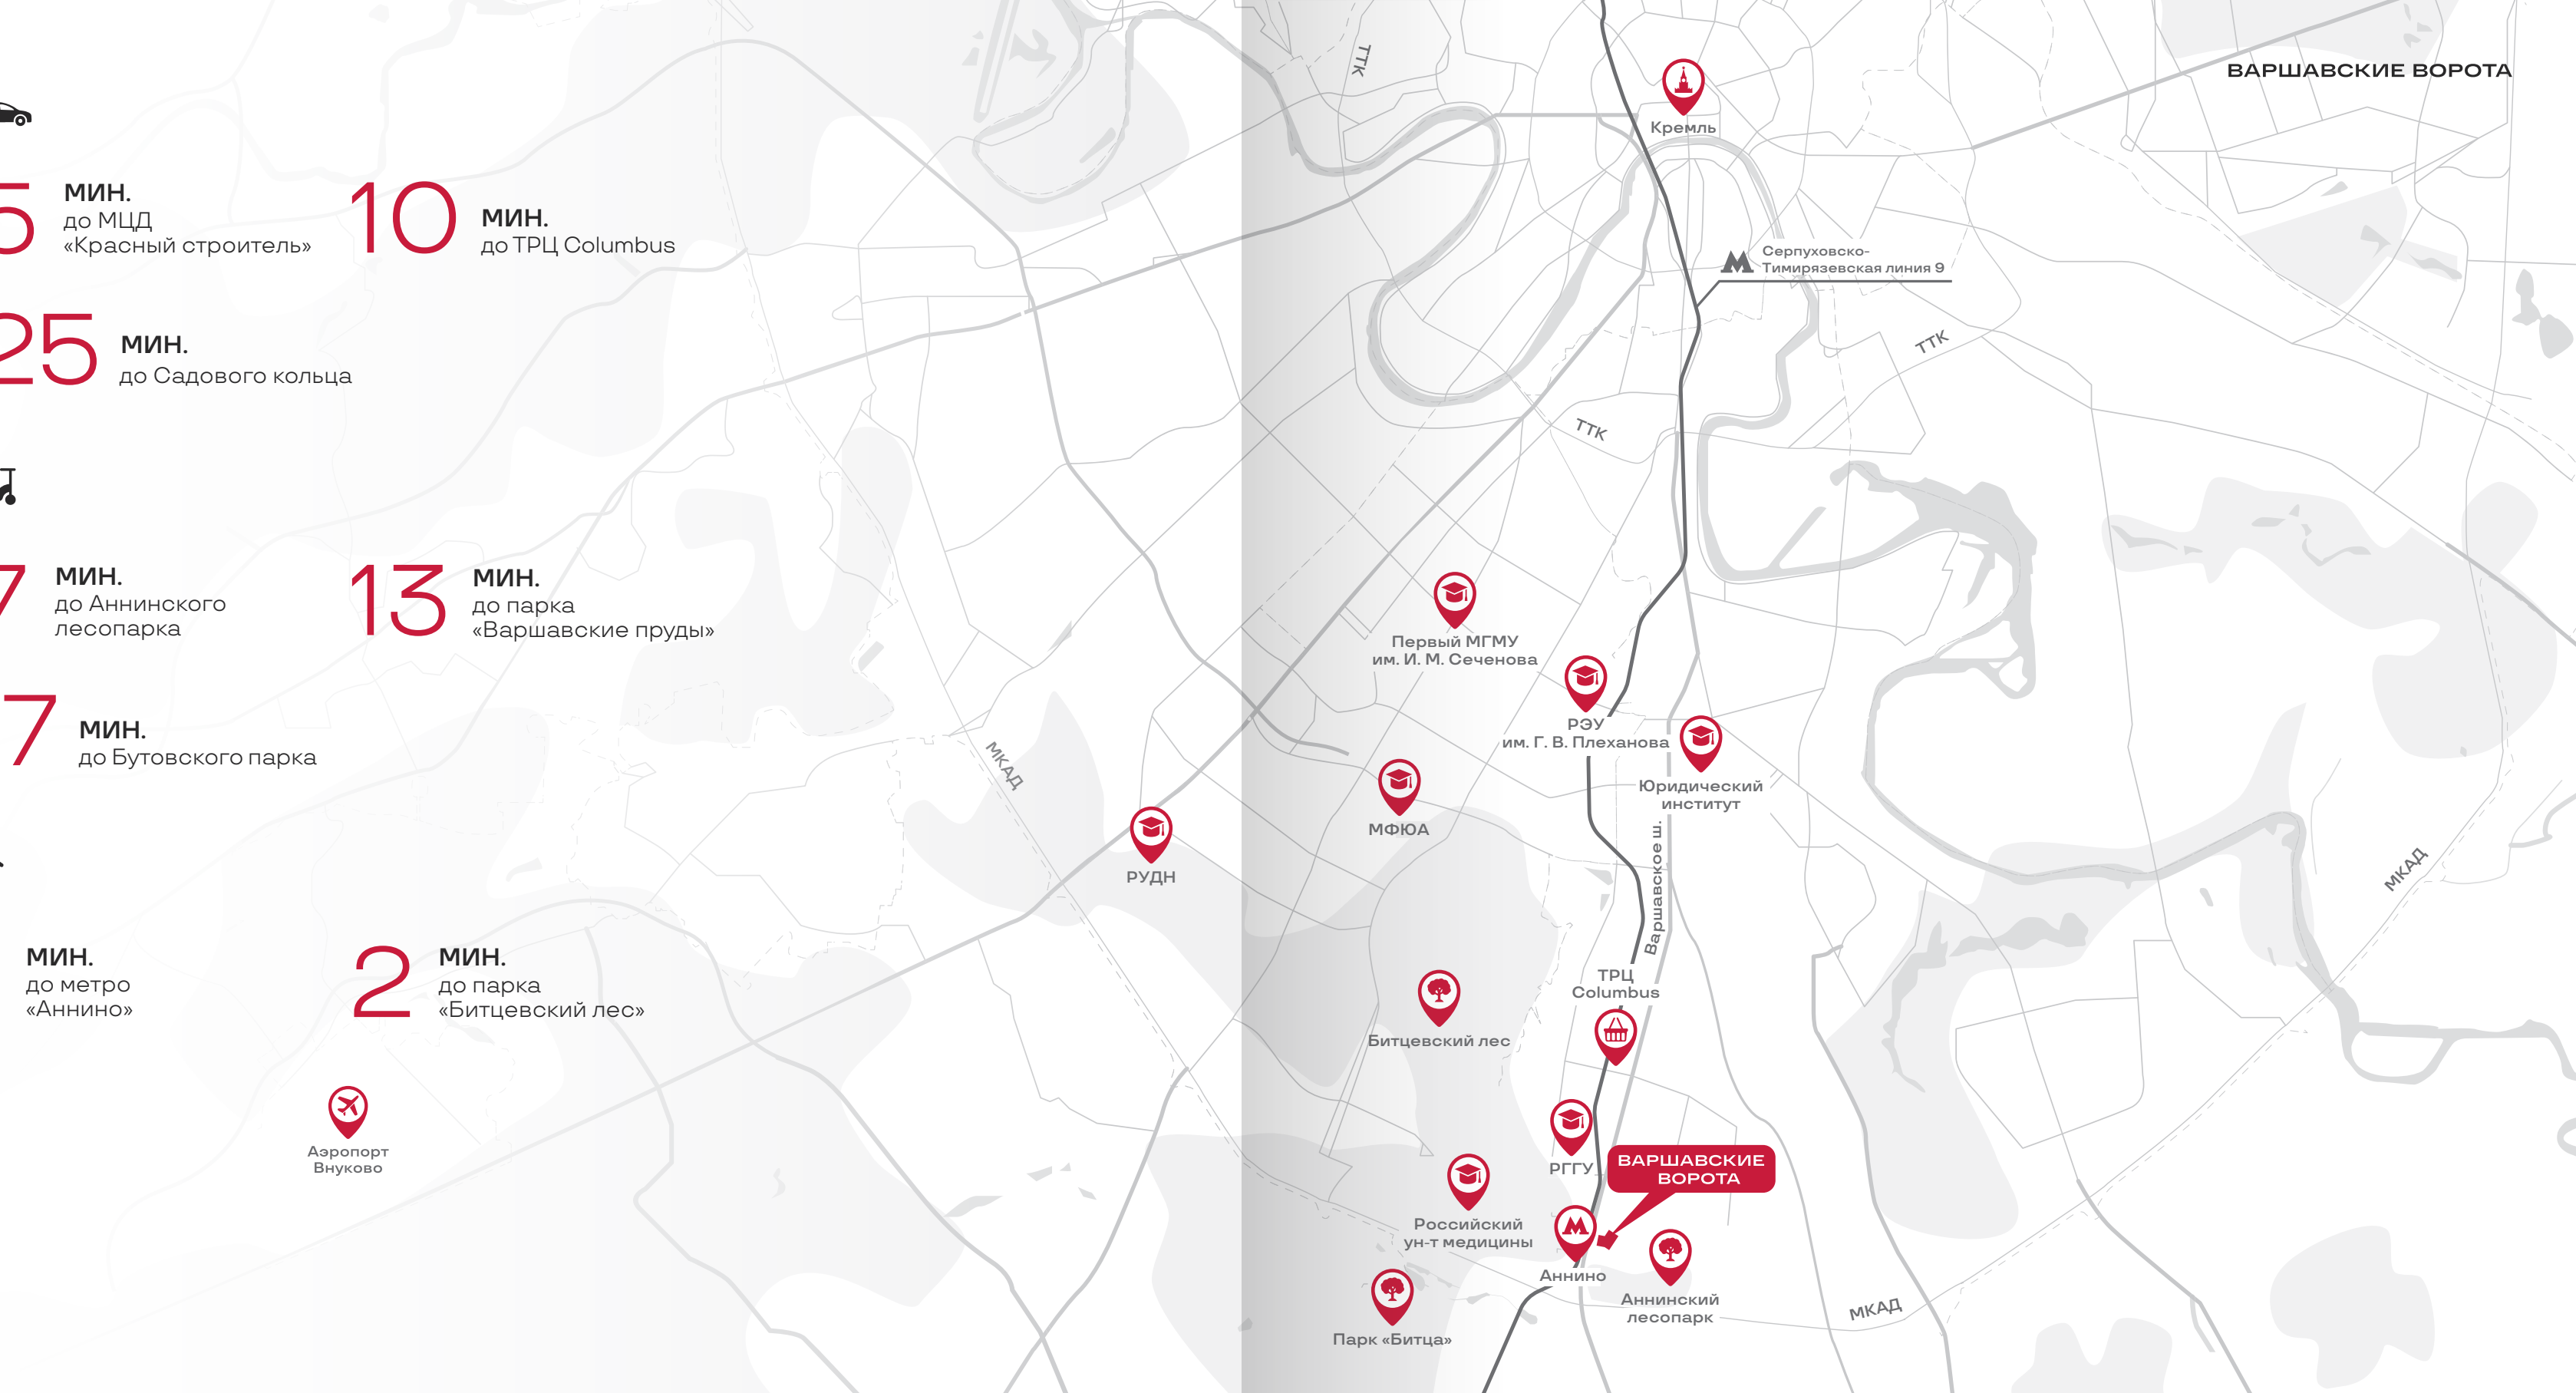 ВАРШАВСКИЕ ВОРОТА
5 МИН.
до МЦД
«Красный строитель»
10 МИН.
до ТРЦ Columbus
25 МИН.
до Садового кольца
7 МИН.
до Аннинского
лесопарка
13 МИН.
до парка
«Варшавские пруды»
7 МИН.
до Бутовского парка
МИН.
до метро
«Аннино»
2 МИН.
до парка
«Битцевский лес»
Аэропорт
Внуково
МКАД
РУДН
ТТК
Кремль
Серпуховско-
Тимирязевская линия 9
ТТК
ТТК
Первый МГМУ
им. И. М. Сеченова
РЭУ
им. Г. В. Плеханова
Юридический
институт
МФЮА
Варшавское ш.
МКАД
ТРЦ
Columbus
Битцевский лес
РГГУ
ВАРШАВСКИЕ
ВОРОТА
Российский
ун-т медицины
Аннино
Аннинский
лесопарк
МКАД
Парк «Битца»